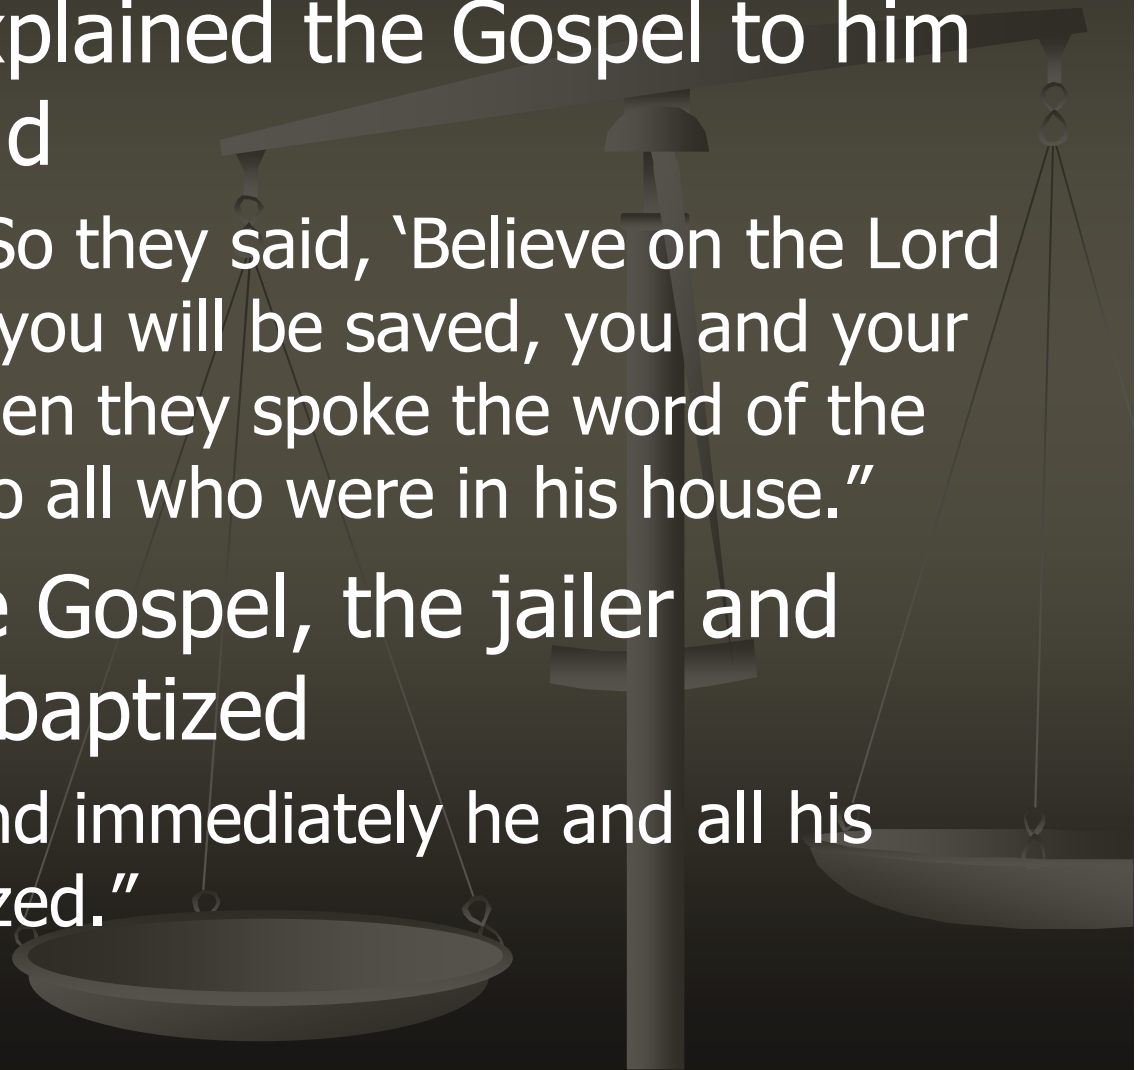 xplained the Gospel to him
d
So they said, ‘Believe on the Lord
you will be saved, you and your
en they spoke the word of the
o all who were in his house.”
e Gospel, the jailer and
baptized
nd immediately he and all his
zed.”